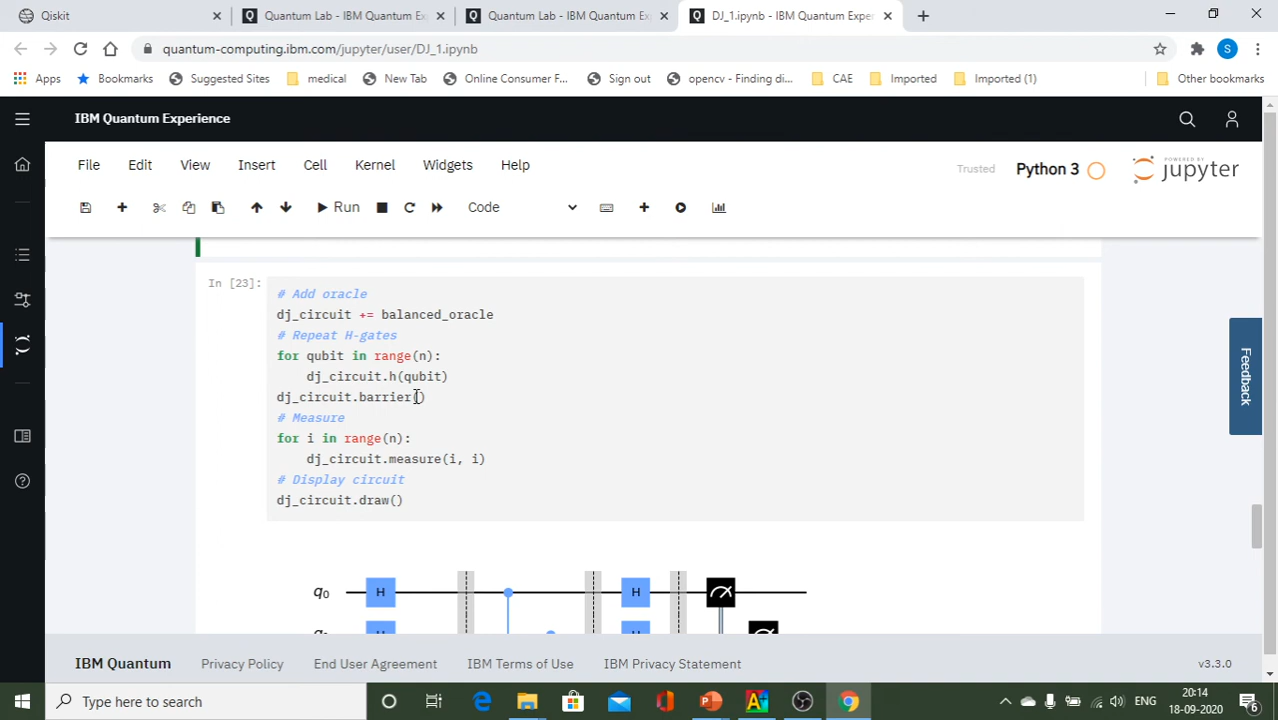 Qiskit
Quantum Lab - IBM Quantum Ex
Quantum Lab - IBM Quantum Exp
DJ_1.ipynb - IBM Quantum Exper
quantum-computing.ibm.com/jupyter/user/DJ_1.ipynb
S
Apps
Bookmarks
Suggested Sites
medical
New Tab
Online Consumer F...
Sign out
opencv - Finding di...
CAE
Imported
Imported (1)
Other bookmarks
IBM Quantum Experience
File Edit View Insert Cell Kernel Widgets Help
Trusted
Python 3
POWERED BY
jupyter
Run
Code
In [23]:
# Add oracle
dj_circuit += balanced_oracle
# Repeat H-gates
for qubit in range(n):
dj_circuit.h(qubit)
dj_circuit.barrier()
# Measure
for i in range(n):
dj_circuit.measure(i, i)
# Display circuit
dj_circuit.draw()
Feedback
q0
H
H
IBM Quantum
Privacy Policy
End User Agreement
IBM Terms of Use
IBM Privacy Statement
v3.3.0
Type here to search
ENG
20:14
18-09-2020
6